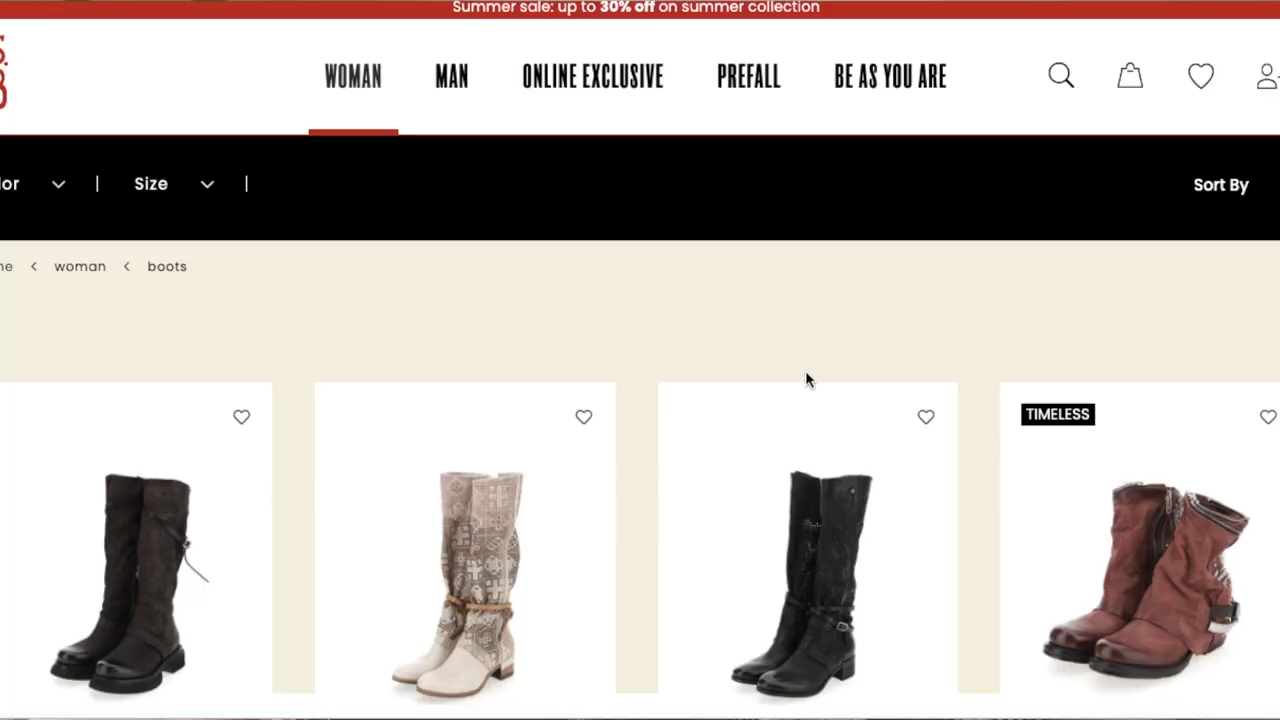 Summer sale: up to 30% off on summer collection
WOMAN MAN ONLINE EXCLUSIVE PREFALL BE AS YOU ARE
Size | Sort By
woman < boots
TIMELESS